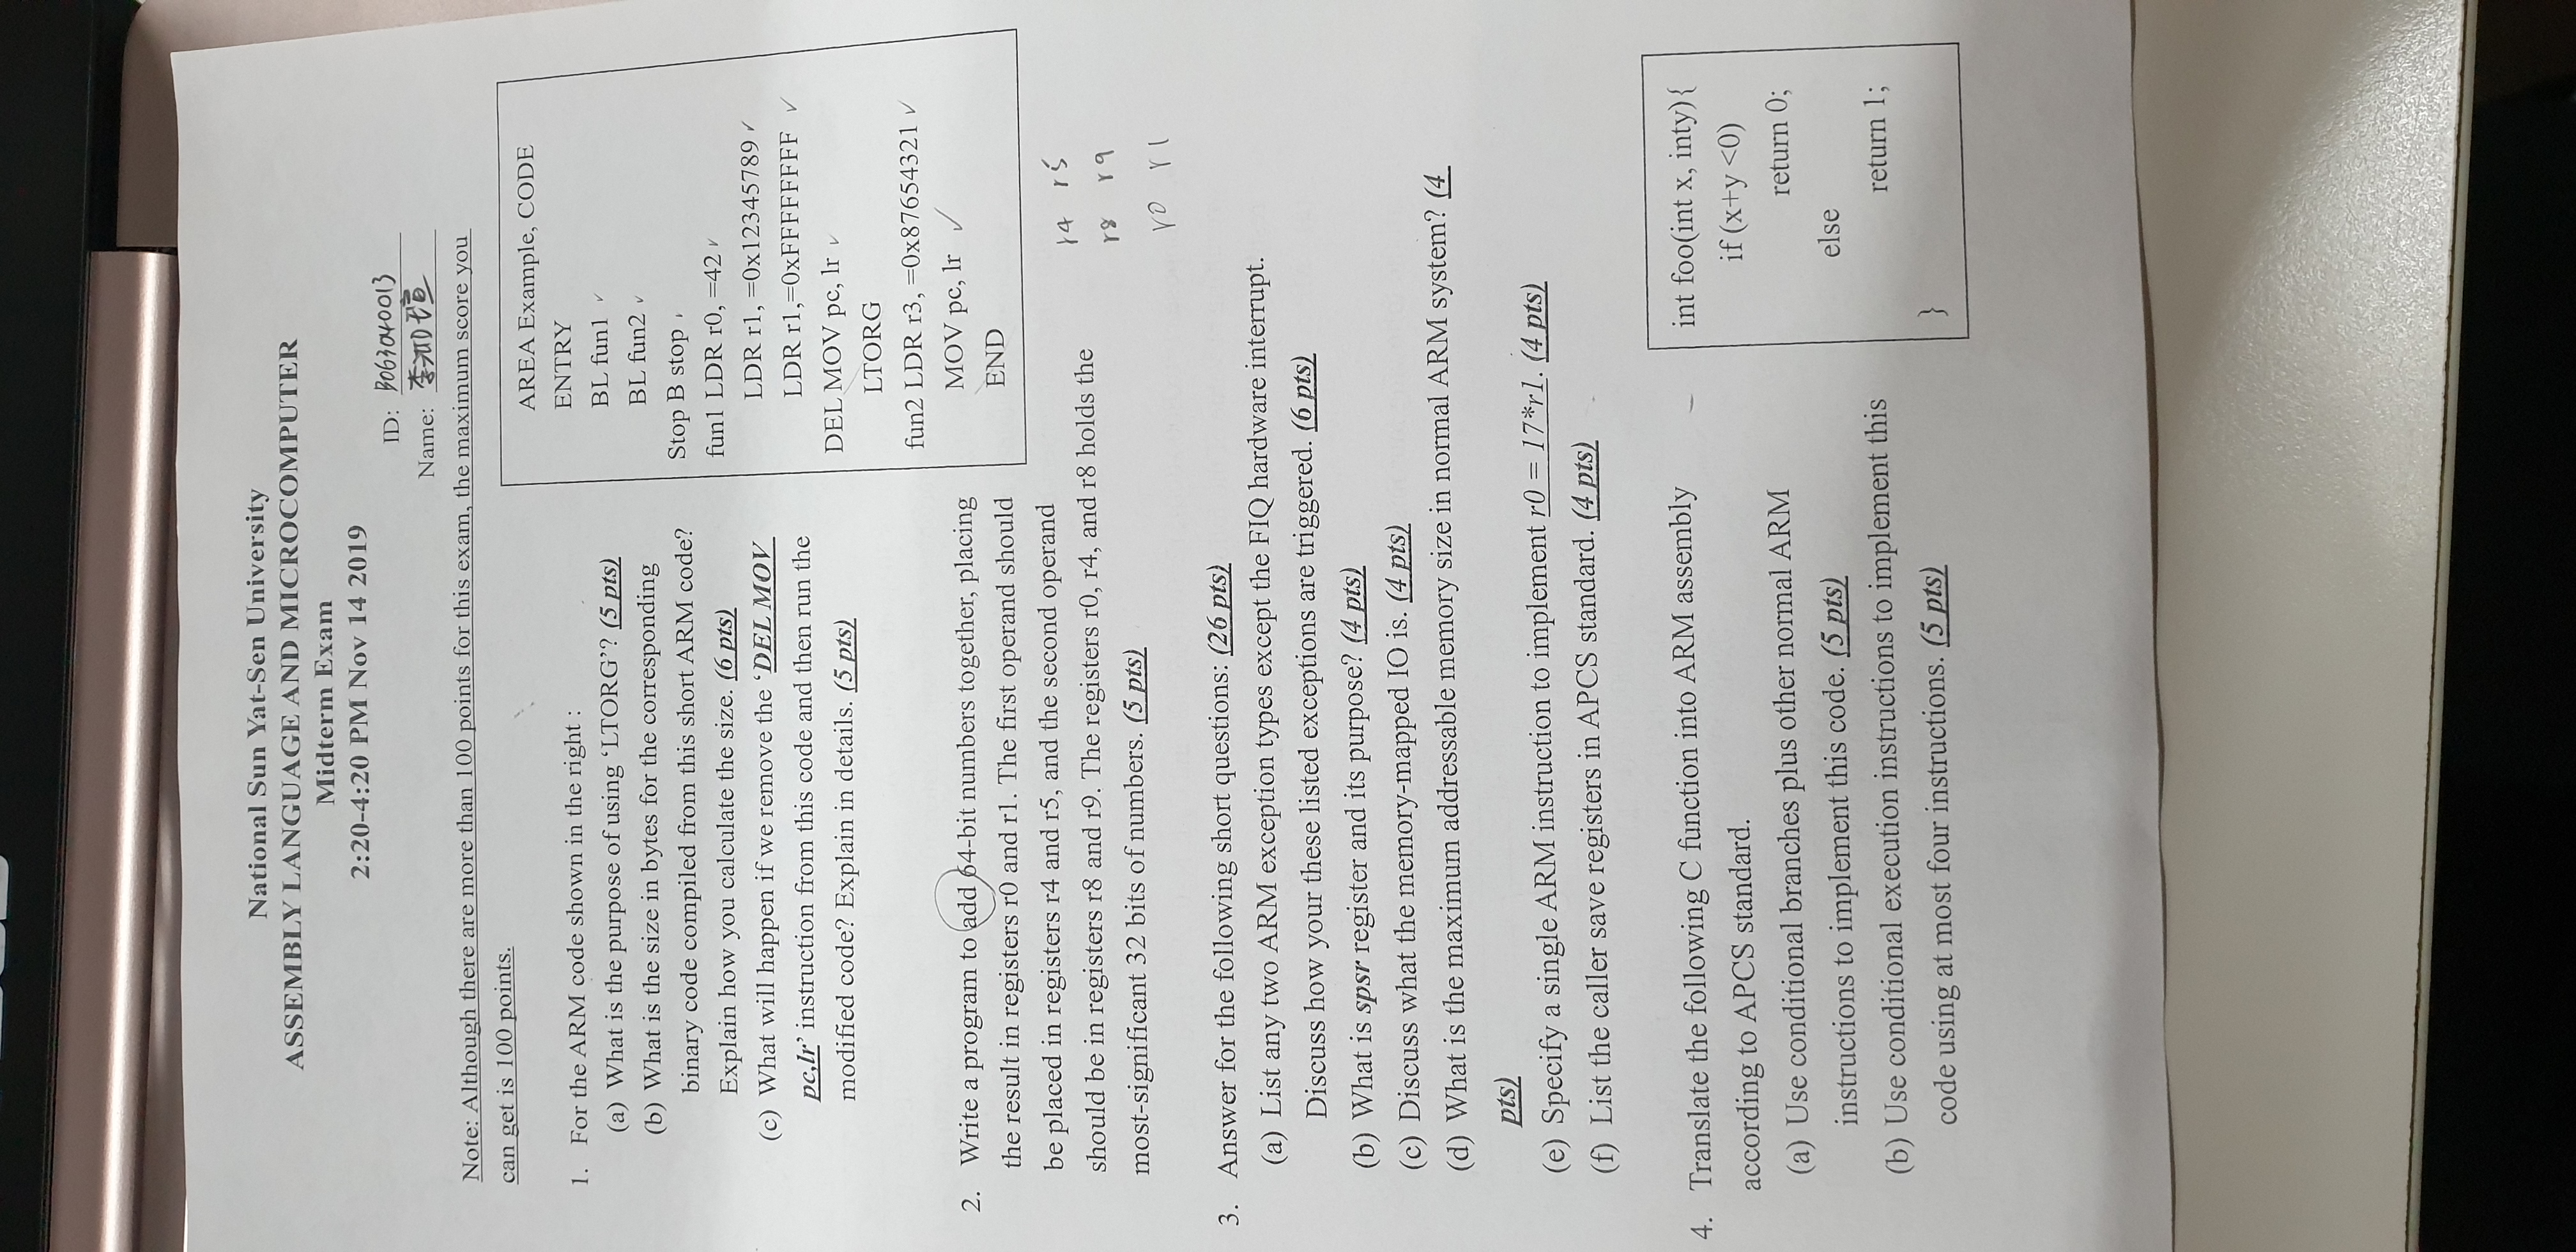 National Sun Yat-Sen University
ASSEMBLY LANGUAGE AND MICROCOMPUTER
Midterm Exam
2:20-4:20 PM Nov 14 2019
ID: B063040013
Name: 李
Note: Although there are more than 100 points for this exam, the maximum score you
can get is 100 points.
1. For the ARM code shown in the right :
(a) What is the purpose of using ‘LTORG’? (5 pts)
(b) What is the size in bytes for the corresponding
binary code compiled from this short ARM code?
Explain how you calculate the size. (6 pts)
(c) What will happen if we remove the ‘DEL MOV
pc,lr’ instruction from this code and then run the
modified code? Explain in details. (5 pts)
AREA Example, CODE
ENTRY
BL fun1 ✓
BL fun2 ✓
Stop B stop
fun1 LDR r0, =42 ✓
LDR r1, =0x12345789 ✓
LDR r1,=0xFFFFFFFF ✓
DEL MOV pc, lr ✓
LTORG
fun2 LDR r3, =0x87654321 ✓
MOV pc, lr ✓
END
2. Write a program to add 64-bit numbers together, placing
the result in registers r0 and r1. The first operand should
be placed in registers r4 and r5, and the second operand
should be in registers r8 and r9. The registers r0, r4, and r8 holds the
most-significant 32 bits of numbers. (5 pts)
r4 r5
r8 r9
r0 r1
3. Answer for the following short questions: (26 pts)
(a) List any two ARM exception types except the FIQ hardware interrupt.
Discuss how your these listed exceptions are triggered. (6 pts)
(b) What is spsr register and its purpose? (4 pts)
(c) Discuss what the memory-mapped IO is. (4 pts)
(d) What is the maximum addressable memory size in normal ARM system? (4
pts)
(e) Specify a single ARM instruction to implement r0 = 17*r1. (4 pts)
(f) List the caller save registers in APCS standard. (4 pts)
4. Translate the following C function into ARM assembly
according to APCS standard.
(a) Use conditional branches plus other normal ARM
instructions to implement this code. (5 pts)
(b) Use conditional execution instructions to implement this
code using at most four instructions. (5 pts)
int foo(int x, inty){
if (x+y <0)
return 0;
else
return 1;
}